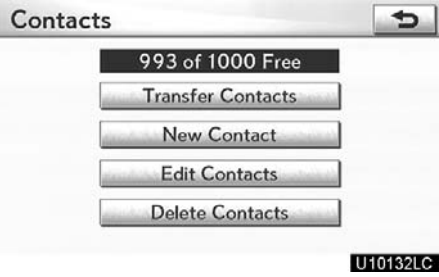 Contacts
993 of 1000 Free
Transfer Contacts
New Contact
Edit Contacts
Delete Contacts
U10132LC